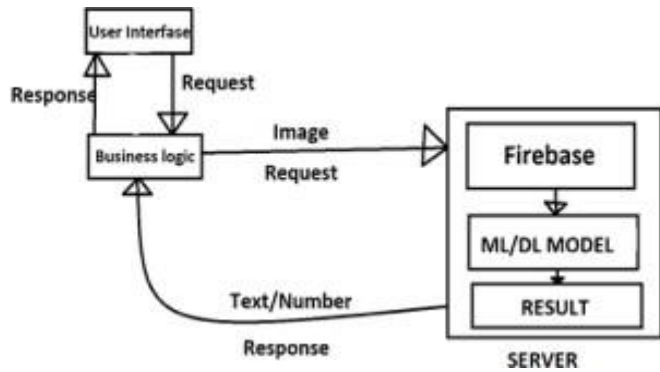 User Interfase
Response
Request
Business logic
Image
Request
Firebase
ML/DL MODEL
RESULT
Text/Number
Response
SERVER